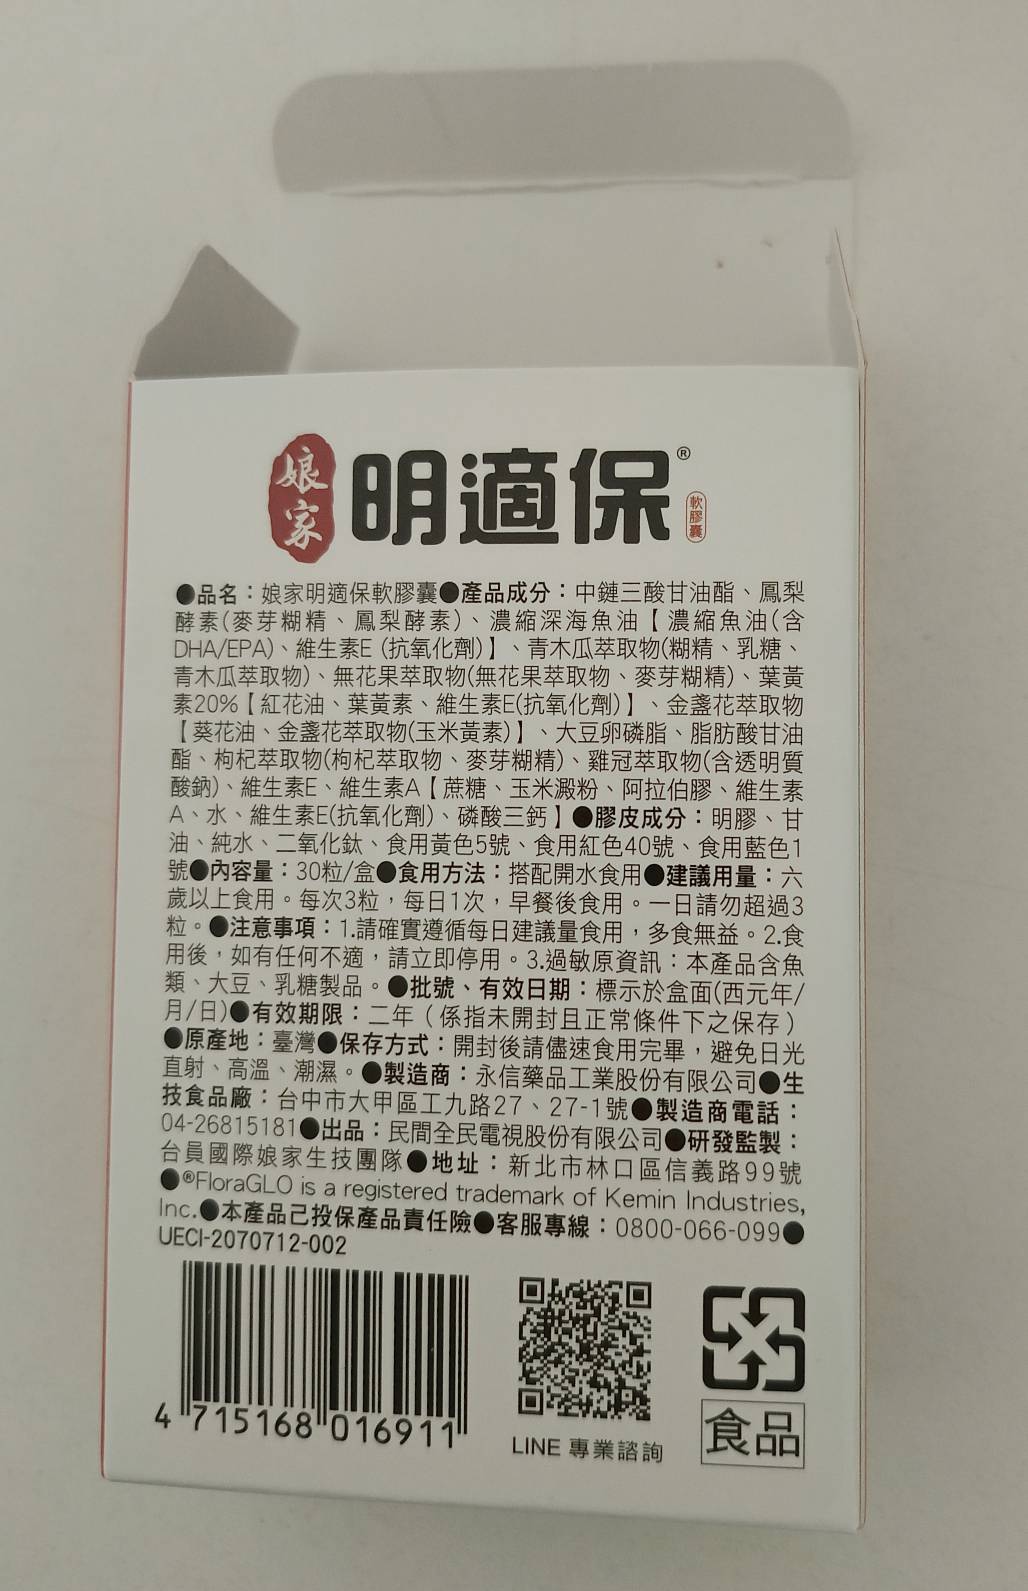 娘家 明適保® 軟膠囊
●品名：娘家明適保軟膠囊●產品成分：中鏈三酸甘油酯、鳳梨
酵素(麥芽糊精、鳳梨酵素)、濃縮深海魚油【濃縮魚油(含
DHA/EPA)、維生素E (抗氧化劑)】、青木瓜萃取物(糊精、乳糖、
青木瓜萃取物)、無花果萃取物(無花果萃取物、麥芽糊精)、葉黃
素20%【紅花油、葉黃素、維生素E(抗氧化劑)】、金盞花萃取物
【葵花油、金盞花萃取物(玉米黃素)】、大豆卵磷脂、脂肪酸甘油
酯、枸杞萃取物(枸杞萃取物、麥芽糊精)、雞冠萃取物(含透明質
酸鈉)、維生素E、維生素A【蔗糖、玉米澱粉、阿拉伯膠、維生素
A、水、維生素E(抗氧化劑)、磷酸三鈣】●膠皮成分：明膠、甘
油、純水、二氧化鈦、食用黃色5號、食用紅色40號、食用藍色1
號●內容量：30粒/盒●食用方法：搭配開水食用●建議用量：六
歲以上食用。每次3粒，每日1次，早餐後食用。一日請勿超過3
粒。●注意事項：1.請確實遵循每日建議量食用，多食無益。2.食
用後，如有任何不適，請立即停用。3.過敏原資訊：本產品含魚
類、大豆、乳糖製品。●批號、有效日期：標示於盒面(西元年/
月/日)●有效期限：二年（係指未開封且正常條件下之保存）
●原產地：臺灣●保存方式：開封後請儘速食用完畢，避免日光
直射、高溫、潮濕。●製造商：永信藥品工業股份有限公司●生
技食品廠：台中市大甲區工九路27、27-1號●製造商電話：
04-26815181●出品：民間全民電視股份有限公司●研發監製：
台員國際娘家生技團隊●地址：新北市林口區信義路99號
●®FloraGLO is a registered trademark of Kemin Industries,
Inc.●本產品己投保產品責任險●客服專線：0800-066-099●
UECI-2070712-002
4 715168 016911
LINE 專業諮詢
食品